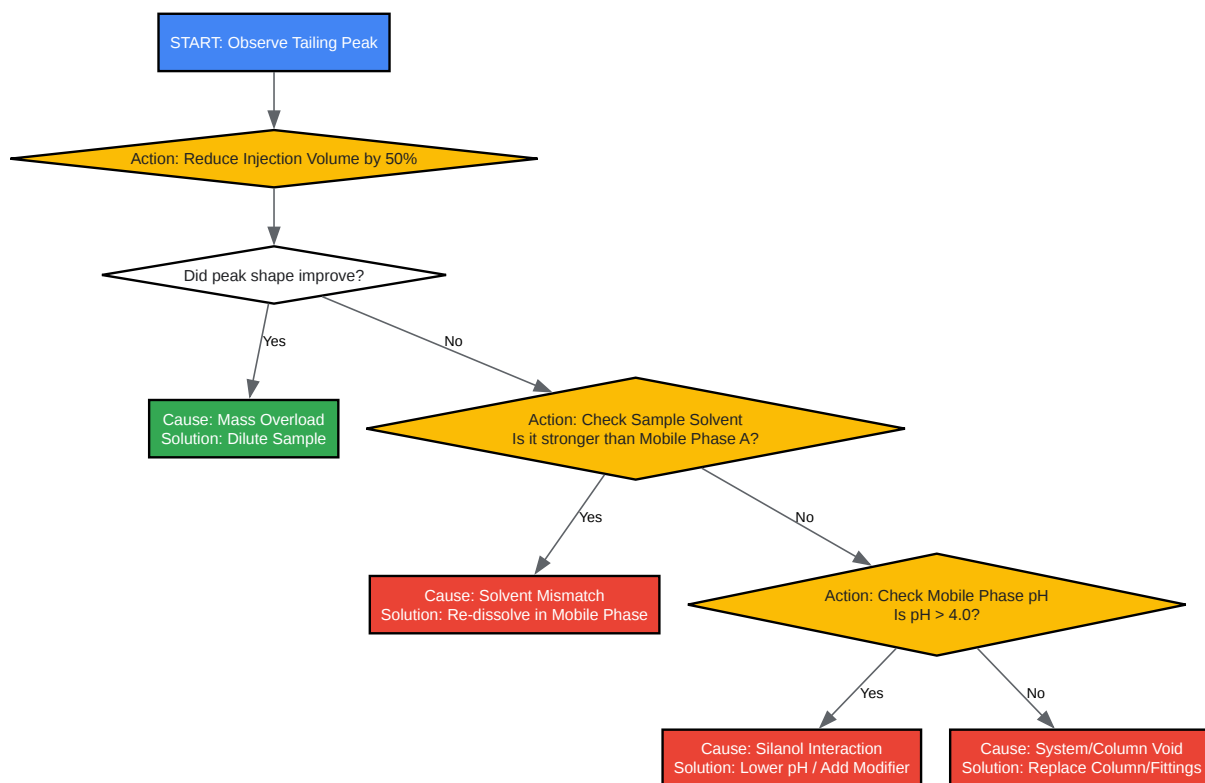 START: Observe Tailing Peak
Action: Reduce Injection Volume by 50%
Did peak shape improve?
Yes
No
Cause: Mass Overload
Solution: Dilute Sample
Action: Check Sample Solvent
Is it stronger than Mobile Phase A?
Yes
No
Cause: Solvent Mismatch
Solution: Re-dissolve in Mobile Phase
Action: Check Mobile Phase pH
Is pH > 4.0?
Yes
No
Cause: Silanol Interaction
Solution: Lower pH / Add Modifier
Cause: System/Column Void
Solution: Replace Column/Fittings